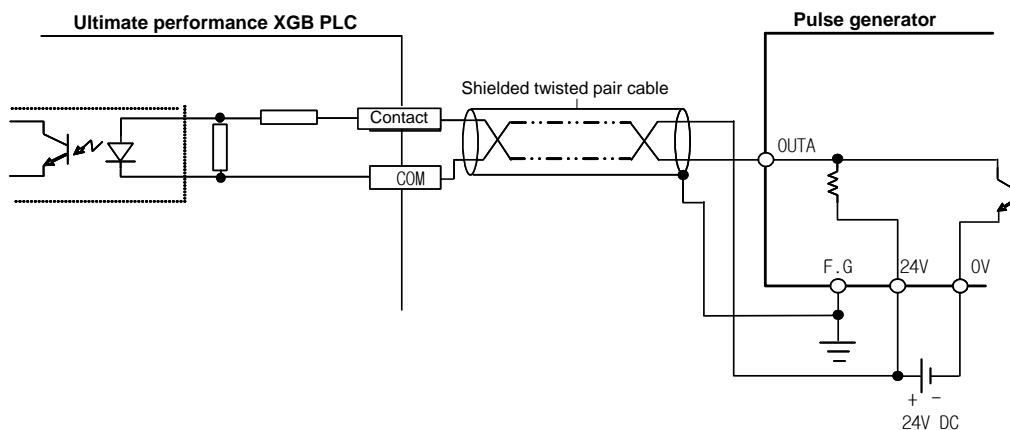 Ultimate performance XGB PLC
Pulse generator
Shielded twisted pair cable
Contact
COM
OUTA
F.G
24V
0V
+ -
24V DC